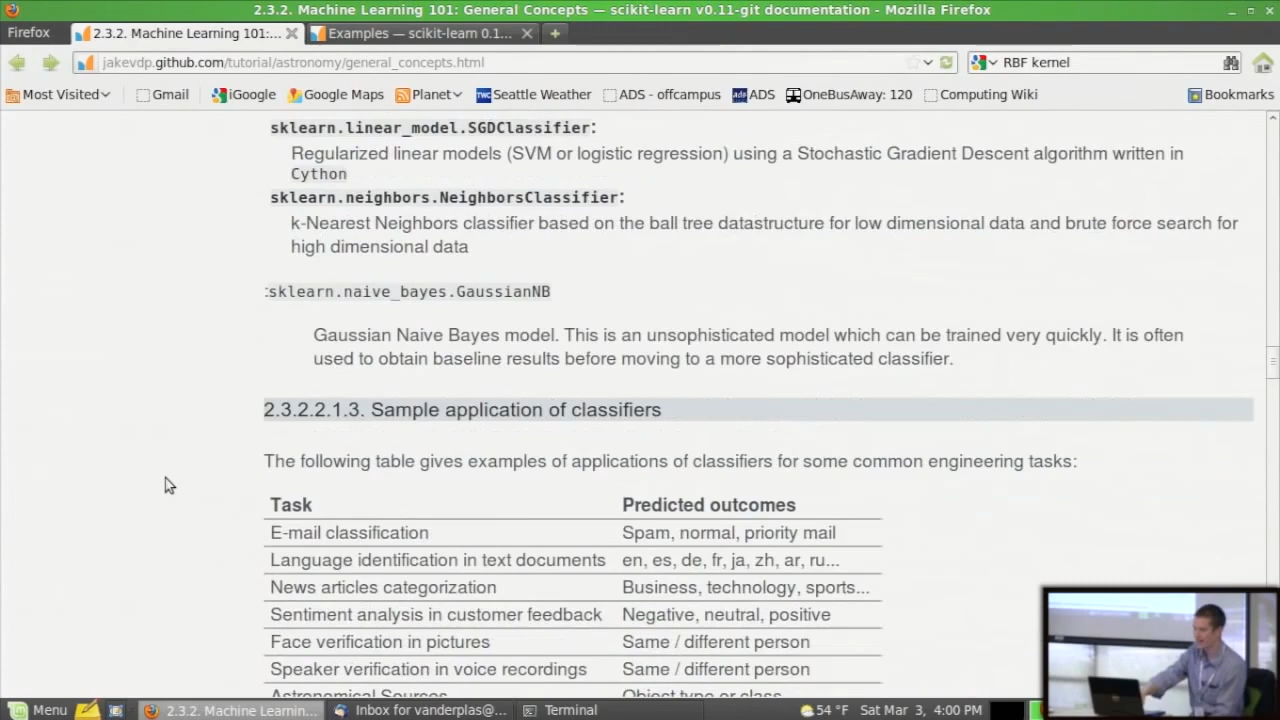 2.3.2. Machine Learning 101: General Concepts — scikit-learn v0.11-git documentation - Mozilla Firefox
Firefox
2.3.2. Machine Learning 101:...
Examples — scikit-learn 0.1...
jakevdp.github.com/tutorial/astronomy/general_concepts.html
RBF kernel
Most Visited
Gmail
iGoogle
Google Maps
Planet
TWC Seattle Weather
ADS - offcampus
ADS
OneBusAway: 120
Computing Wiki
Bookmarks
sklearn.linear_model.SGDClassifier:
Regularized linear models (SVM or logistic regression) using a Stochastic Gradient Descent algorithm written in
Cython
sklearn.neighbors.NeighborsClassifier:
k-Nearest Neighbors classifier based on the ball tree datastructure for low dimensional data and brute force search for
high dimensional data
:sklearn.naive_bayes.GaussianNB
Gaussian Naive Bayes model. This is an unsophisticated model which can be trained very quickly. It is often
used to obtain baseline results before moving to a more sophisticated classifier.
2.3.2.2.1.3. Sample application of classifiers
The following table gives examples of applications of classifiers for some common engineering tasks:
Task Predicted outcomes
E-mail classification Spam, normal, priority mail
Language identification in text documents en, es, de, fr, ja, zh, ar, ru...
News articles categorization Business, technology, sports...
Sentiment analysis in customer feedback Negative, neutral, positive
Face verification in pictures Same / different person
Speaker verification in voice recordings Same / different person
Astronomical Sources Object type or class
Menu
2.3.2. Machine Learnin...
Inbox for vanderplas@...
Terminal
54 °F
Sat Mar 3, 4:00 PM